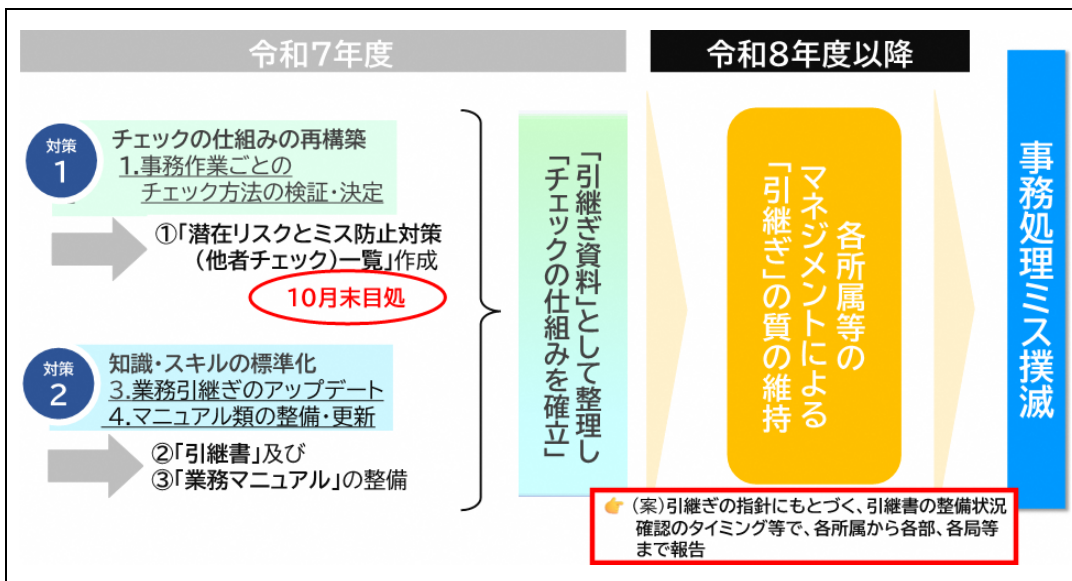 令和7年度
令和8年度以降
対策
1
チェックの仕組みの再構築
1.事務作業ごとの
チェック方法の検証・決定
①「潜在リスクとミス防止対策
(他者チェック)一覧」作成
10月末目処
対策
2
知識・スキルの標準化
3.業務引継ぎのアップデート
4.マニュアル類の整備・更新
②「引継書」及び
③「業務マニュアル」の整備
「引継ぎ資料」として整理し
「チェックの仕組みを確立」
各所属等の
マネジメントによる
「引継ぎ」の質の維持
(案)引継ぎの指針にもとづく、引継書の整備状況
確認のタイミング等で、各所属から各部、各局等
まで報告
事務処理ミス撲滅